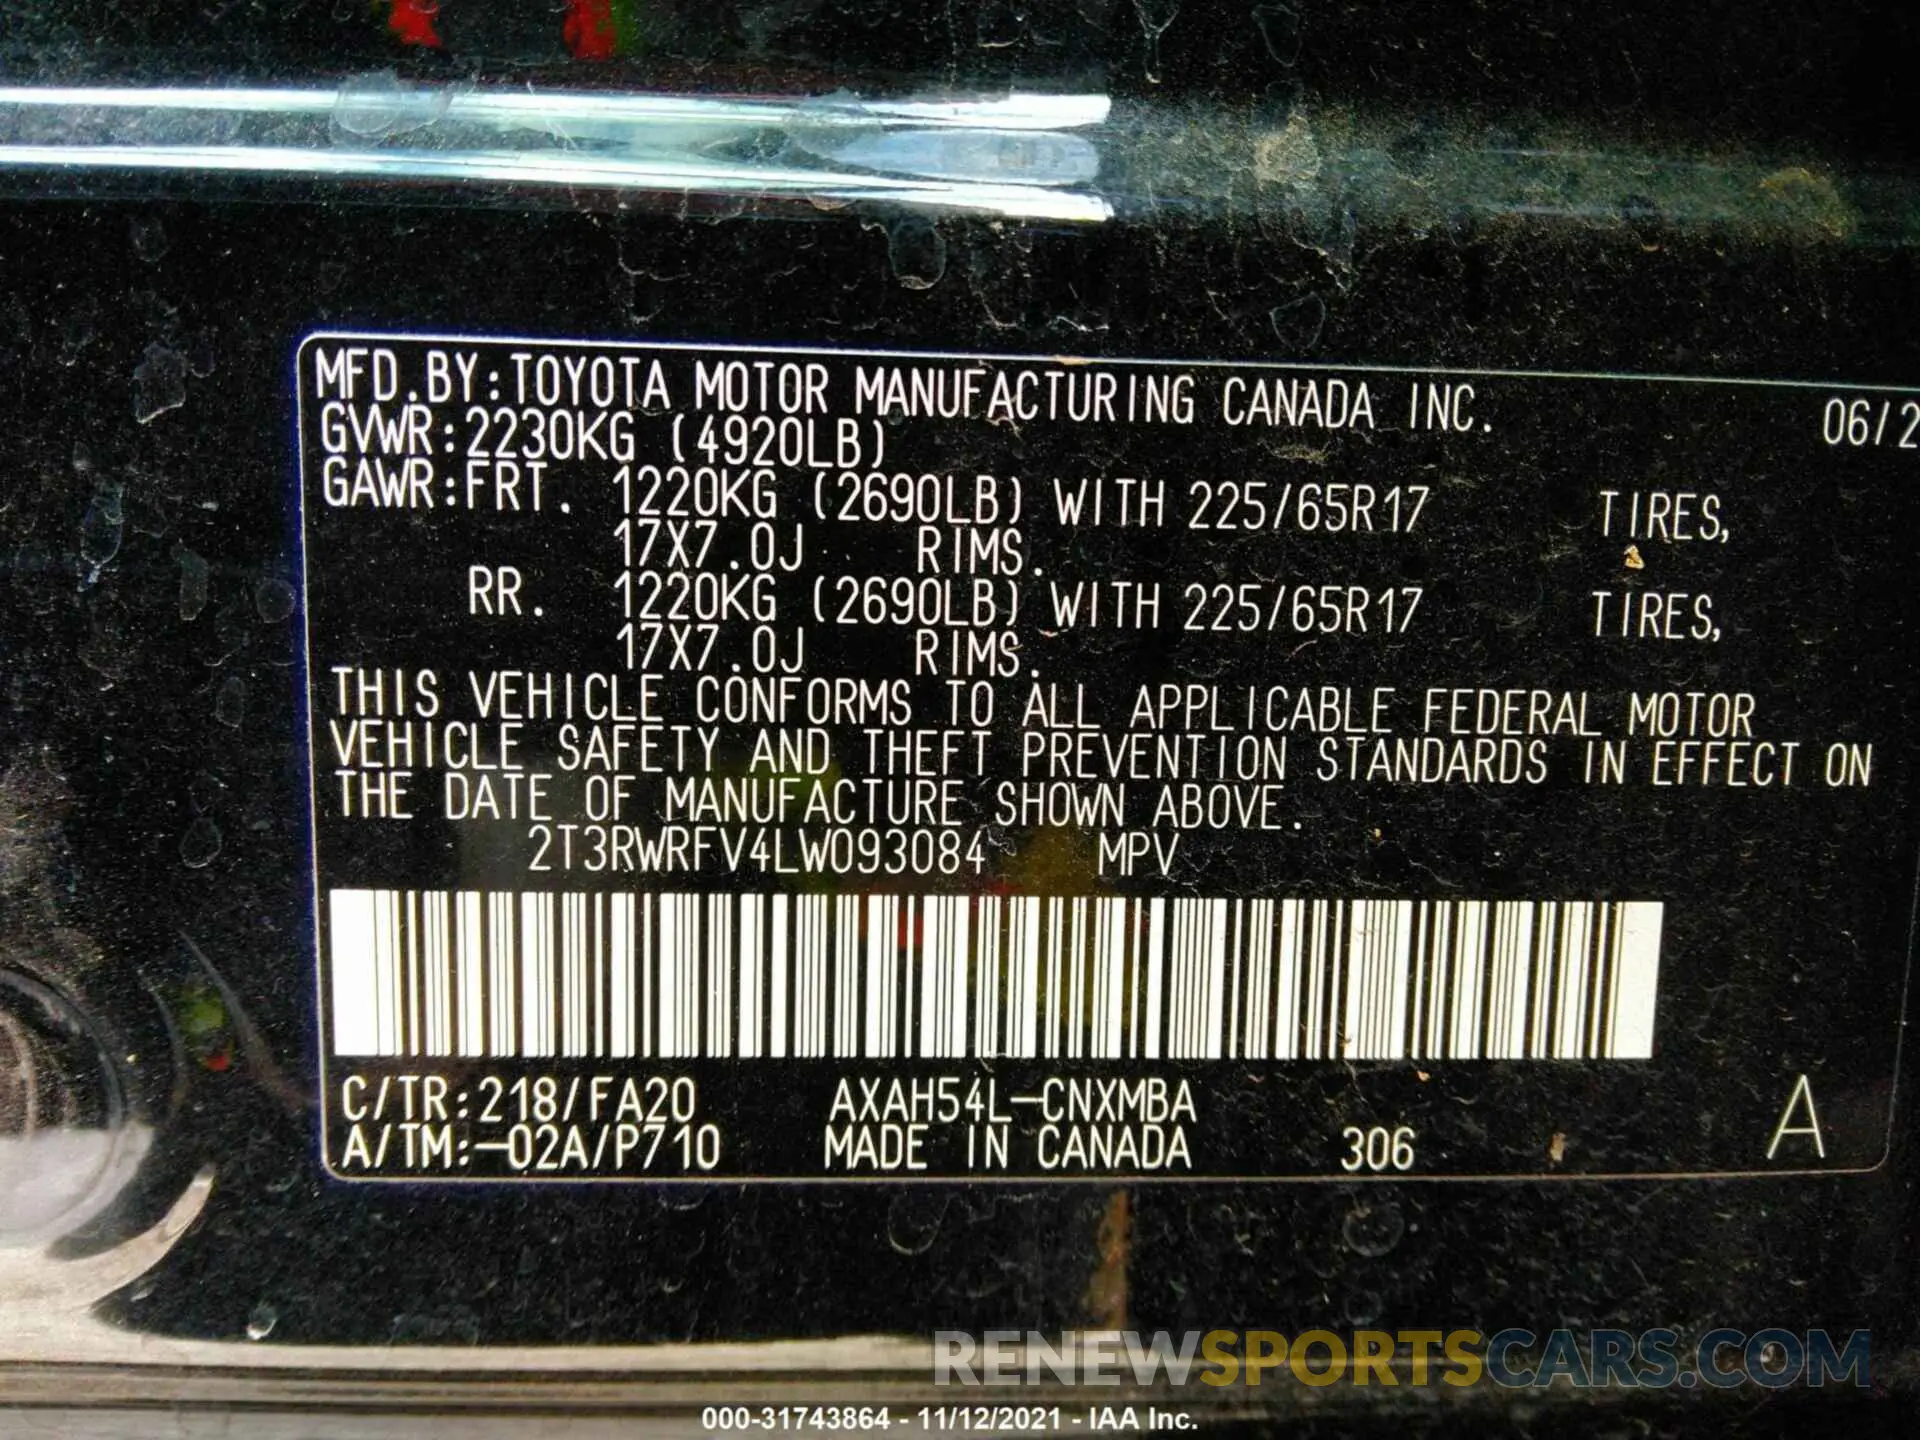 MFD.BY:TOYOTA MOTOR MANUFACTURING CANADA INC. 06/2
GVWR:2230KG (4920LB)
GAWR:FRT. 1220KG (2690LB) WITH 225/65R17 TIRES,
17X7.0J RIMS.
RR. 1220KG (2690LB) WITH 225/65R17 TIRES,
17X7.0J RIMS.
THIS VEHICLE CONFORMS TO ALL APPLICABLE FEDERAL MOTOR
VEHICLE SAFETY AND THEFT PREVENTION STANDARDS IN EFFECT ON
THE DATE OF MANUFACTURE SHOWN ABOVE.
2T3RWRFV4LW093084 MPV
C/TR:218/FA20 AXAH54L-CNXMBA
A/TM:-02A/P710 MADE IN CANADA 306 A
RENEWSPORTSCARS.COM
000-31743864 - 11/12/2021 - IAA Inc.